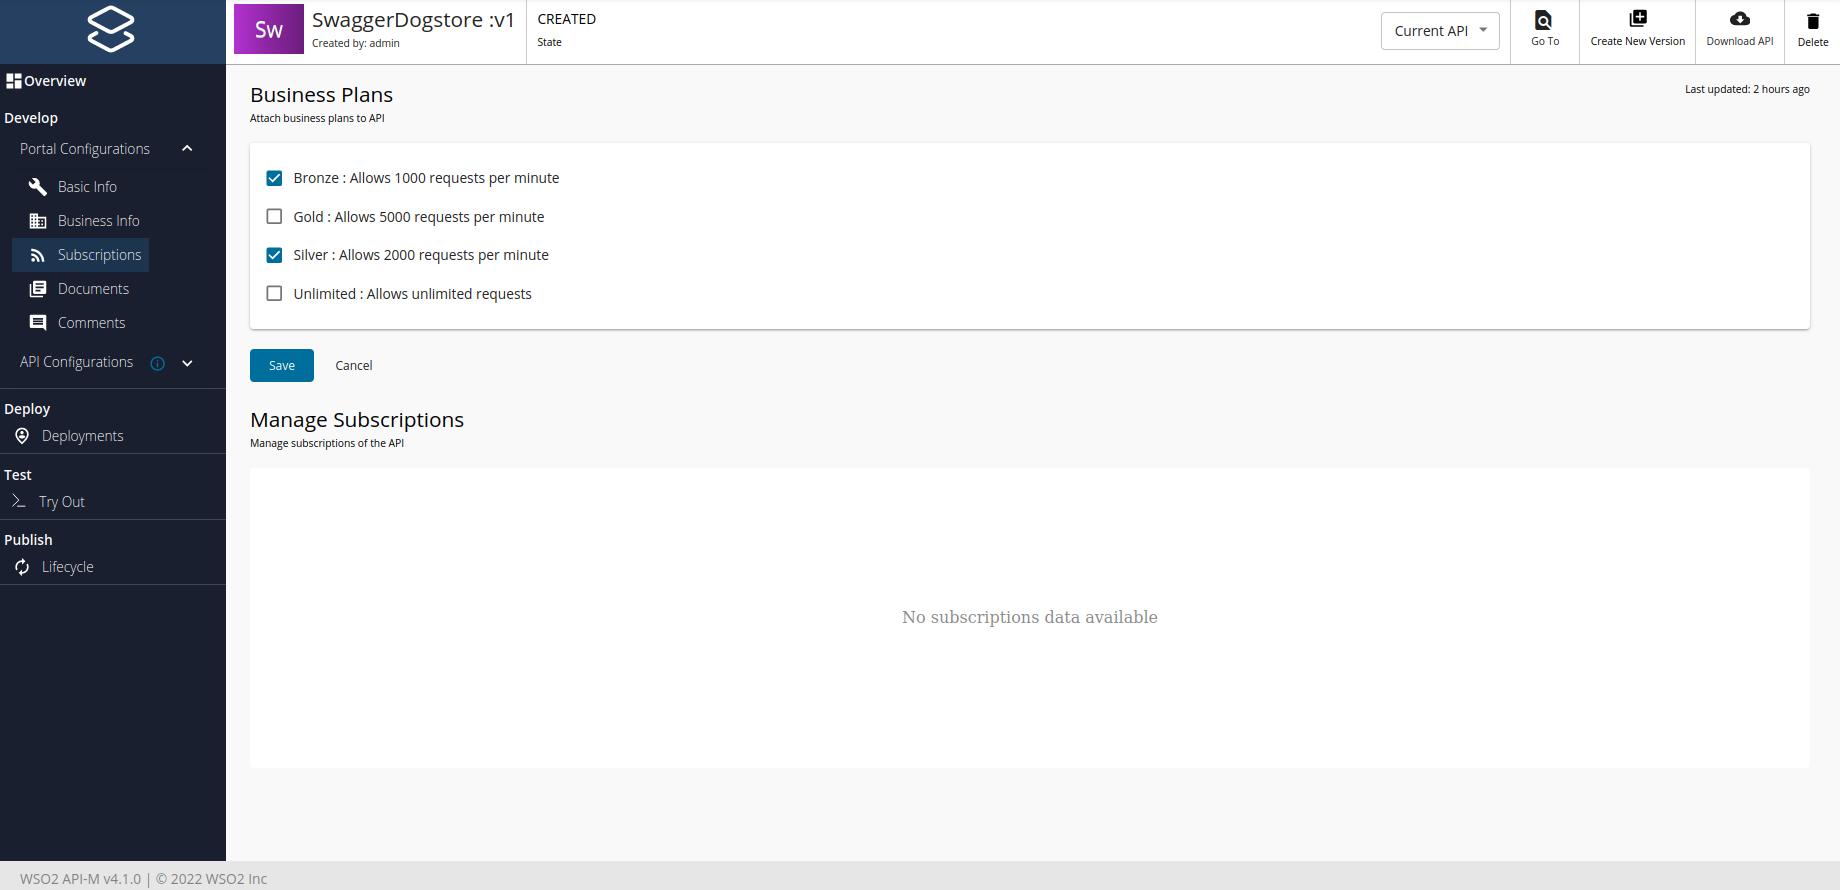 Sw
SwaggerDogstore :v1
Created by: admin
CREATED
State
Current API
Go To
Create New Version
Download API
Delete
Overview
Develop
Portal Configurations
Basic Info
Business Info
Subscriptions
Documents
Comments
API Configurations
Deploy
Deployments
Test
Try Out
Publish
Lifecycle
Business Plans
Last updated: 2 hours ago
Attach business plans to API
Bronze : Allows 1000 requests per minute
Gold : Allows 5000 requests per minute
Silver : Allows 2000 requests per minute
Unlimited : Allows unlimited requests
Save
Cancel
Manage Subscriptions
Manage subscriptions of the API
No subscriptions data available
WSO2 API-M v4.1.0 | © 2022 WSO2 Inc